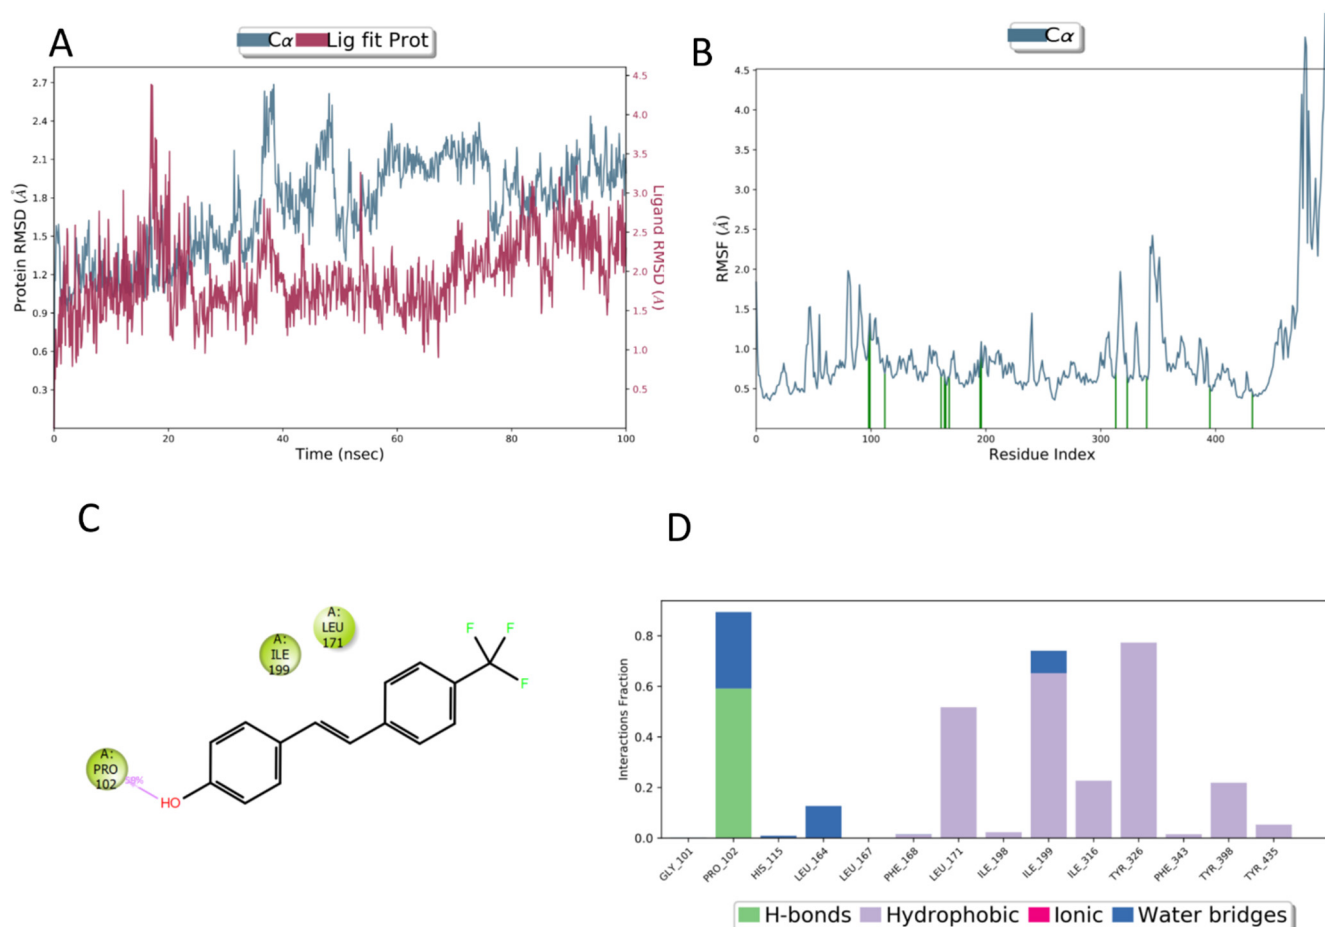 A
Cα Lig fit Prot
2.7
2.4
2.1
1.8
1.5
1.2
0.9
0.6
0.3
Protein RMSD (Å)
4.5
4.0
3.5
3.0
2.5
2.0
1.5
1.0
0.5
Ligand RMSD (Å)
0 20 40 60 80 100
Time (nsec)
B
Cα
4.5
4.0
3.5
3.0
2.5
2.0
1.5
1.0
0.5
RMSF (Å)
0 100 200 300 400
Residue Index
C
A:
LEU
171
A:
ILE
199
A:
PRO
102
HO
F F
F
D
0.8
0.6
0.4
0.2
0.0
Interactions Fraction
GLY_101 PRO_102 HIS_115 LEU_164 LEU_167 PHE_168 LEU_171 ILE_198 ILE_199 ILE_316 TYR_326 PHE_343 TYR_398 TYR_435
H-bonds Hydrophobic Ionic Water bridges